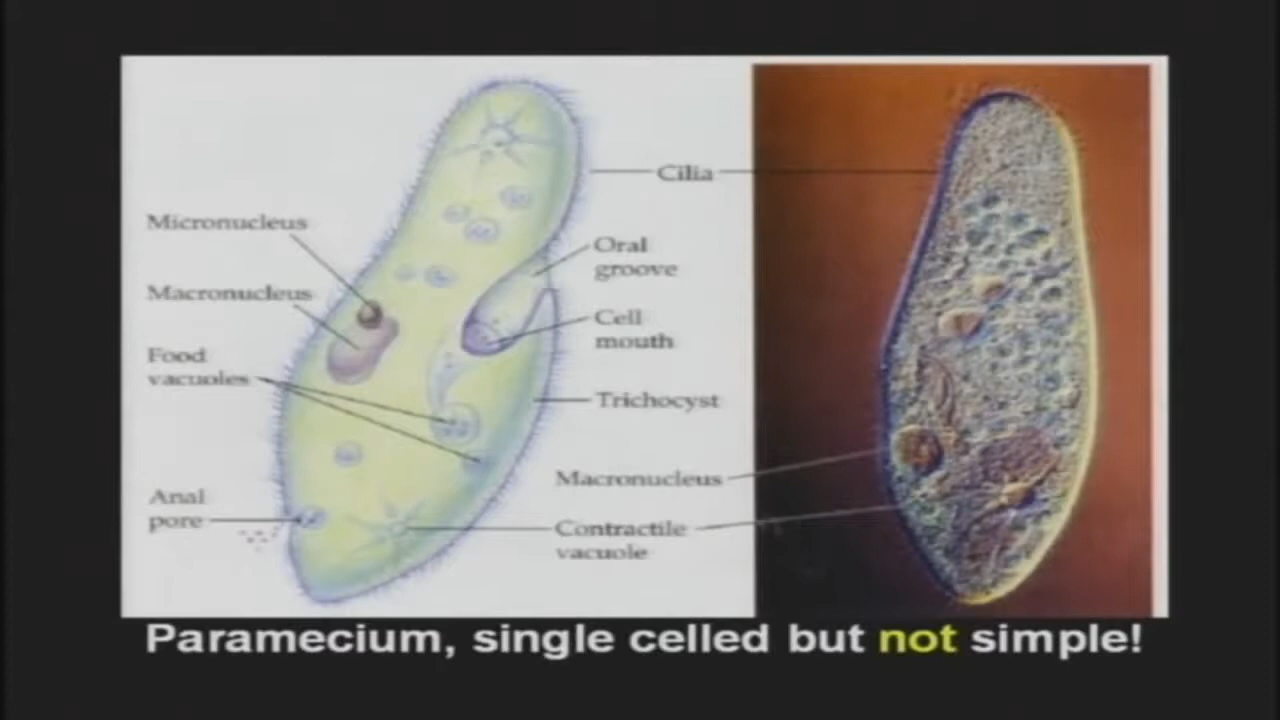 Cilia
Micronucleus
Oral
groove
Macronucleus
Cell
mouth
Food
vacuoles
Trichocyst
Macronucleus
Anal
pore
Contractile
vacuole
Paramecium, single celled but not simple!